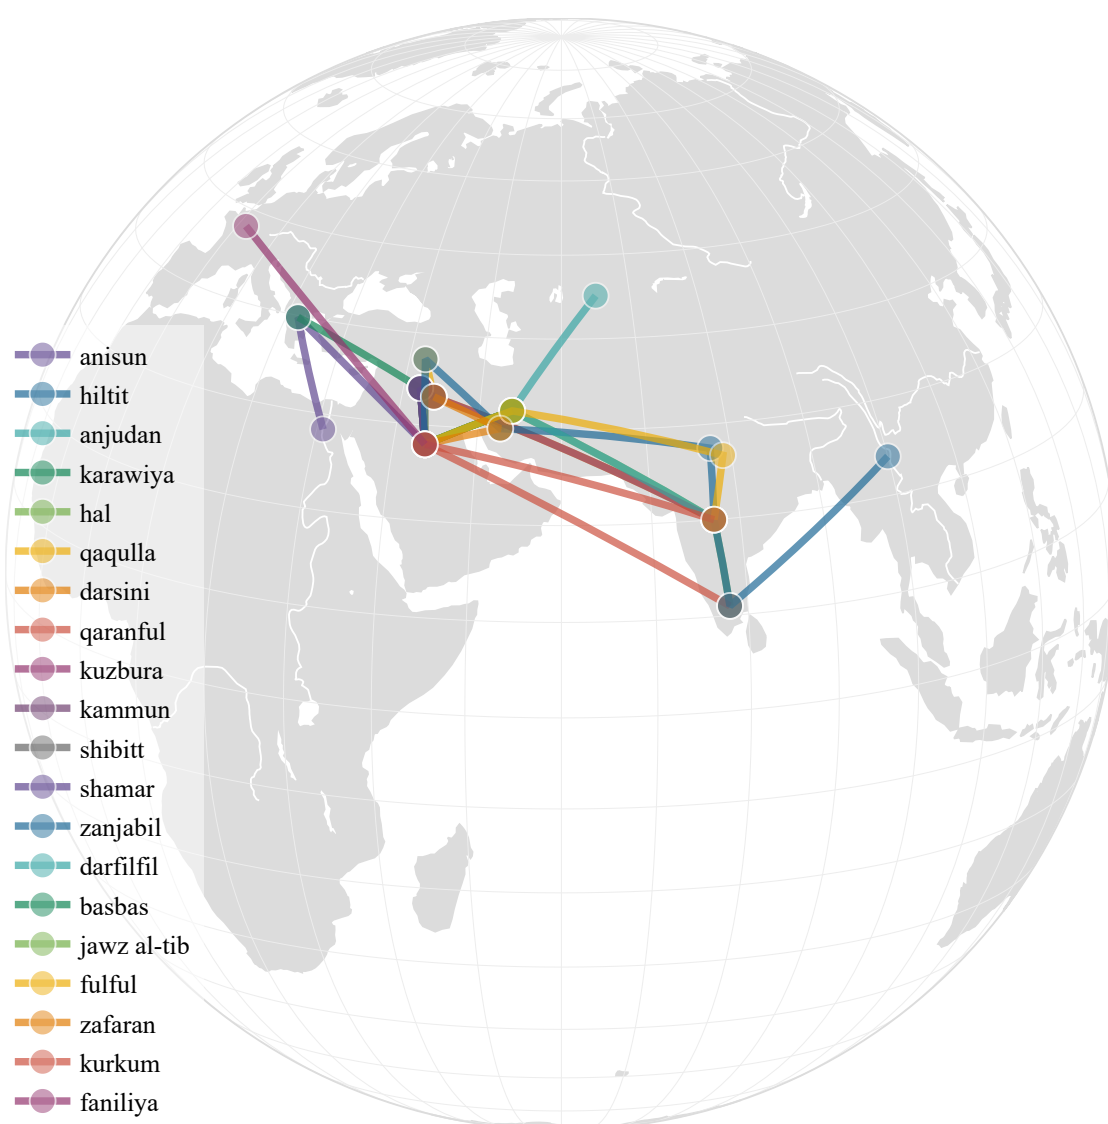 anisun
hiltit
anjudan
karawiya
hal
qaqulla
darsini
qaranful
kuzbura
kammun
shibitt
shamar
zanjabil
darfilfil
basbas
jawz al-tib
fulful
zafaran
kurkum
faniliya